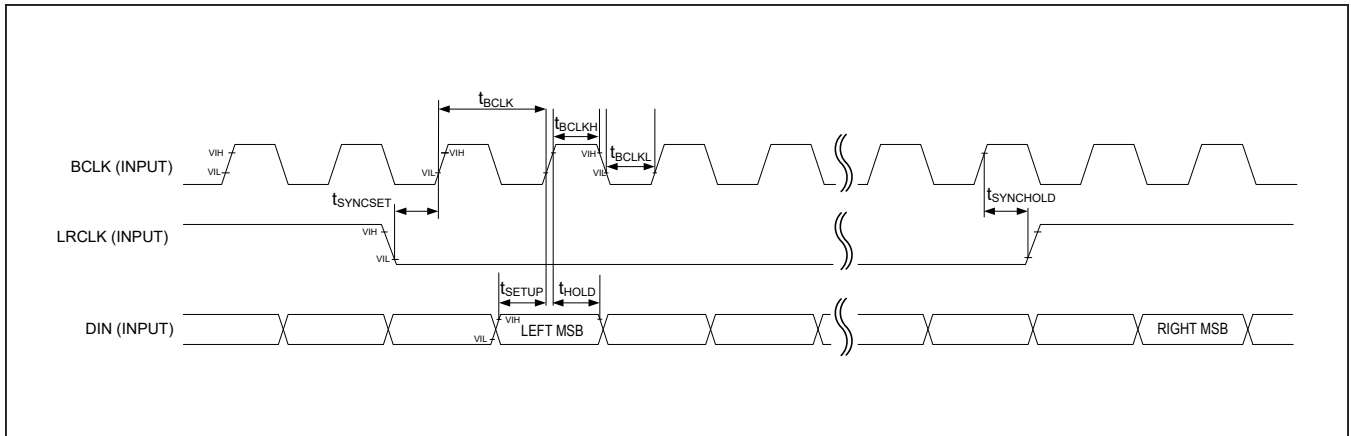 tBCLK
tBCLKH
BCLK (INPUT)
VIH
VIH
VIH
tBCLKL
VIL
VIL
VIL
tSYNCSET
tSYNCHOLD
LRCLK (INPUT)
VIH
VIL
tSETUP
tHOLD
DIN (INPUT)
VIH
LEFT MSB
RIGHT MSB
VIL